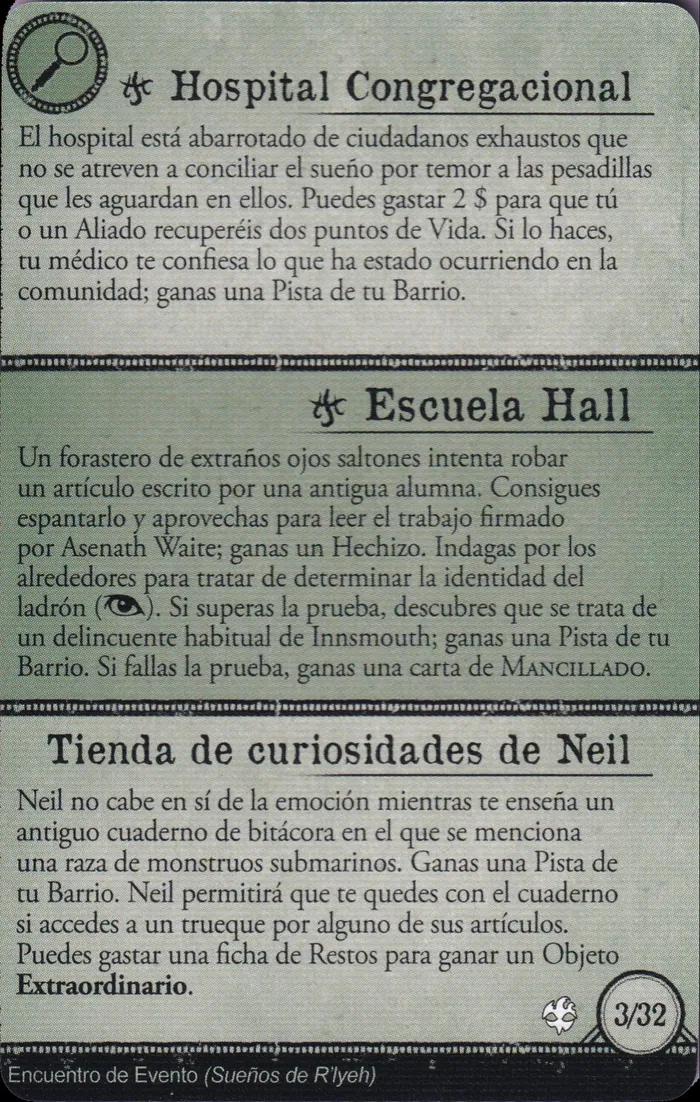 Hospital Congregacional
El hospital está abarrotado de ciudadanos exhaustos que
no se atreven a conciliar el sueño por temor a las pesadillas
que les aguardan en ellos. Puedes gastar 2 $ para que tú
o un Aliado recuperéis dos puntos de Vida. Si lo haces,
tu médico te confiesa lo que ha estado ocurriendo en la
comunidad; ganas una Pista de tu Barrio.
Escuela Hall
Un forastero de extraños ojos saltones intenta robar
un artículo escrito por una antigua alumna. Consigues
espantarlo y aprovechas para leer el trabajo firmado
por Asenath Waite; ganas un Hechizo. Indagas por los
alrededores para tratar de determinar la identidad del
ladrón (). Si superas la prueba, descubres que se trata de
un delincuente habitual de Innsmouth; ganas una Pista de tu
Barrio. Si fallas la prueba, ganas una carta de MANCILLADO.
Tienda de curiosidades de Neil
Neil no cabe en sí de la emoción mientras te enseña un
antiguo cuaderno de bitácora en el que se menciona
una raza de monstruos submarinos. Ganas una Pista de
tu Barrio. Neil permitirá que te quedes con el cuaderno
si accedes a un trueque por alguno de sus artículos.
Puedes gastar una ficha de Restos para ganar un Objeto
Extraordinario.
3/32
Encuentro de Evento (Sueños de R'lyeh)